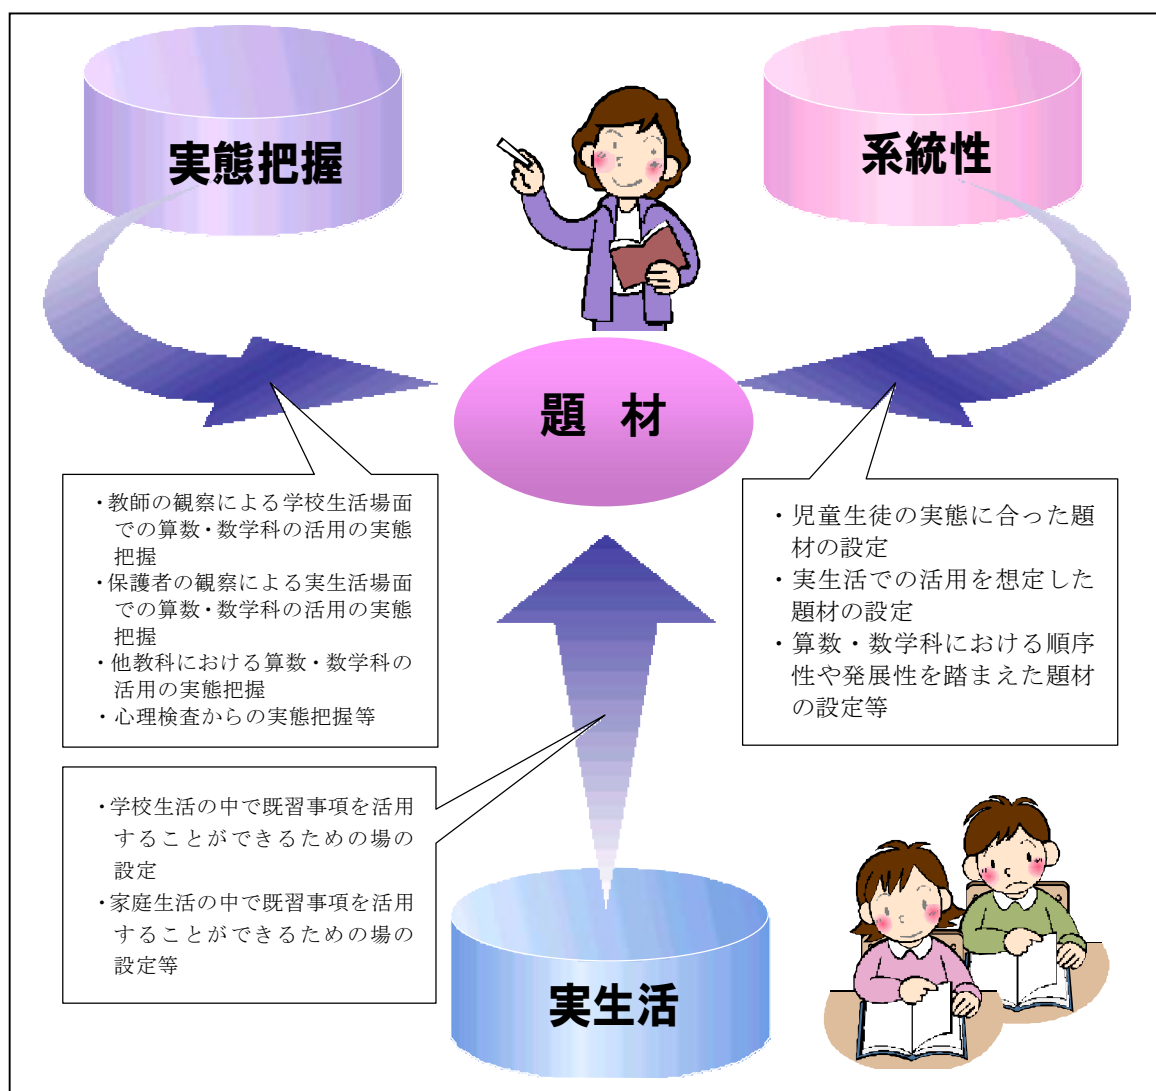 実態把握
系統性
題 材
・教師の観察による学校生活場面
での算数・数学科の活用の実態
把握
・保護者の観察による実生活場面
での算数・数学科の活用の実態
把握
・他教科における算数・数学科の
活用の実態把握
・心理検査からの実態把握等
・児童生徒の実態に合った題
材の設定
・実生活での活用を想定した
題材の設定
・算数・数学科における順序
性や発展性を踏まえた題材
の設定等
・学校生活の中で既習事項を活用
することができるための場の
設定
・家庭生活の中で既習事項を活用
することができるための場の
設定等
実生活